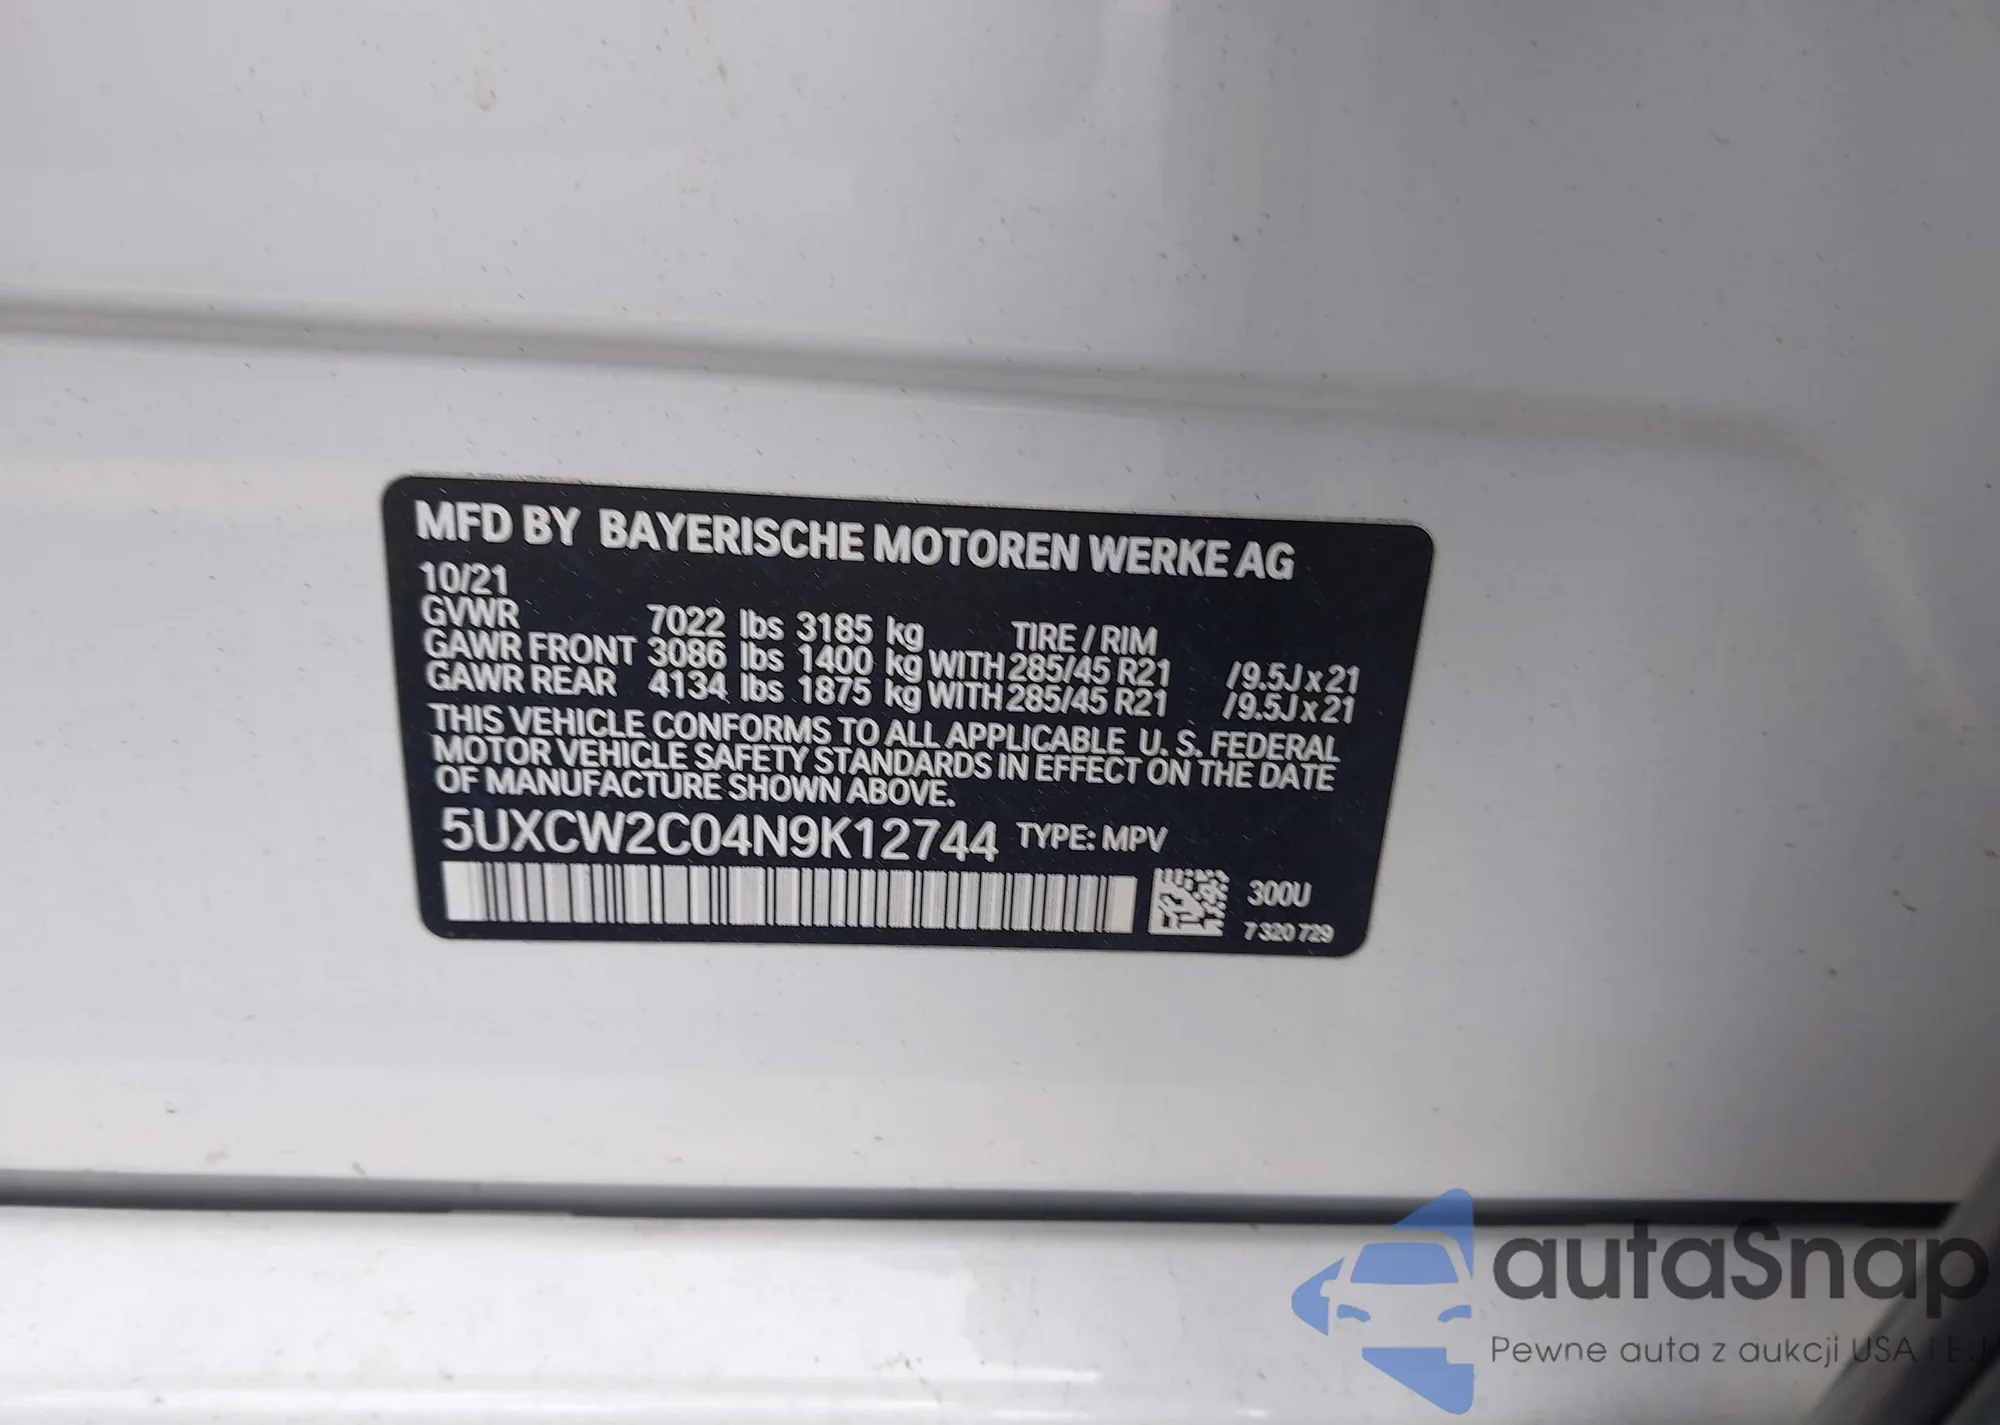 MFD BY BAYERISCHE MOTOREN WERKE AG
10/21
GVWR 7022 lbs 3185 kg TIRE / RIM
GAWR FRONT 3086 lbs 1400 kg WITH 285/45 R21 /9.5J x 21
GAWR REAR 4134 lbs 1875 kg WITH 285/45 R21 /9.5J x 21
THIS VEHICLE CONFORMS TO ALL APPLICABLE U. S. FEDERAL
MOTOR VEHICLE SAFETY STANDARDS IN EFFECT ON THE DATE
OF MANUFACTURE SHOWN ABOVE.
5UXCW2C04N9K12744 TYPE: MPV
300U
7 320 729
autaSnap
Pewne auta z aukcji USA i EU